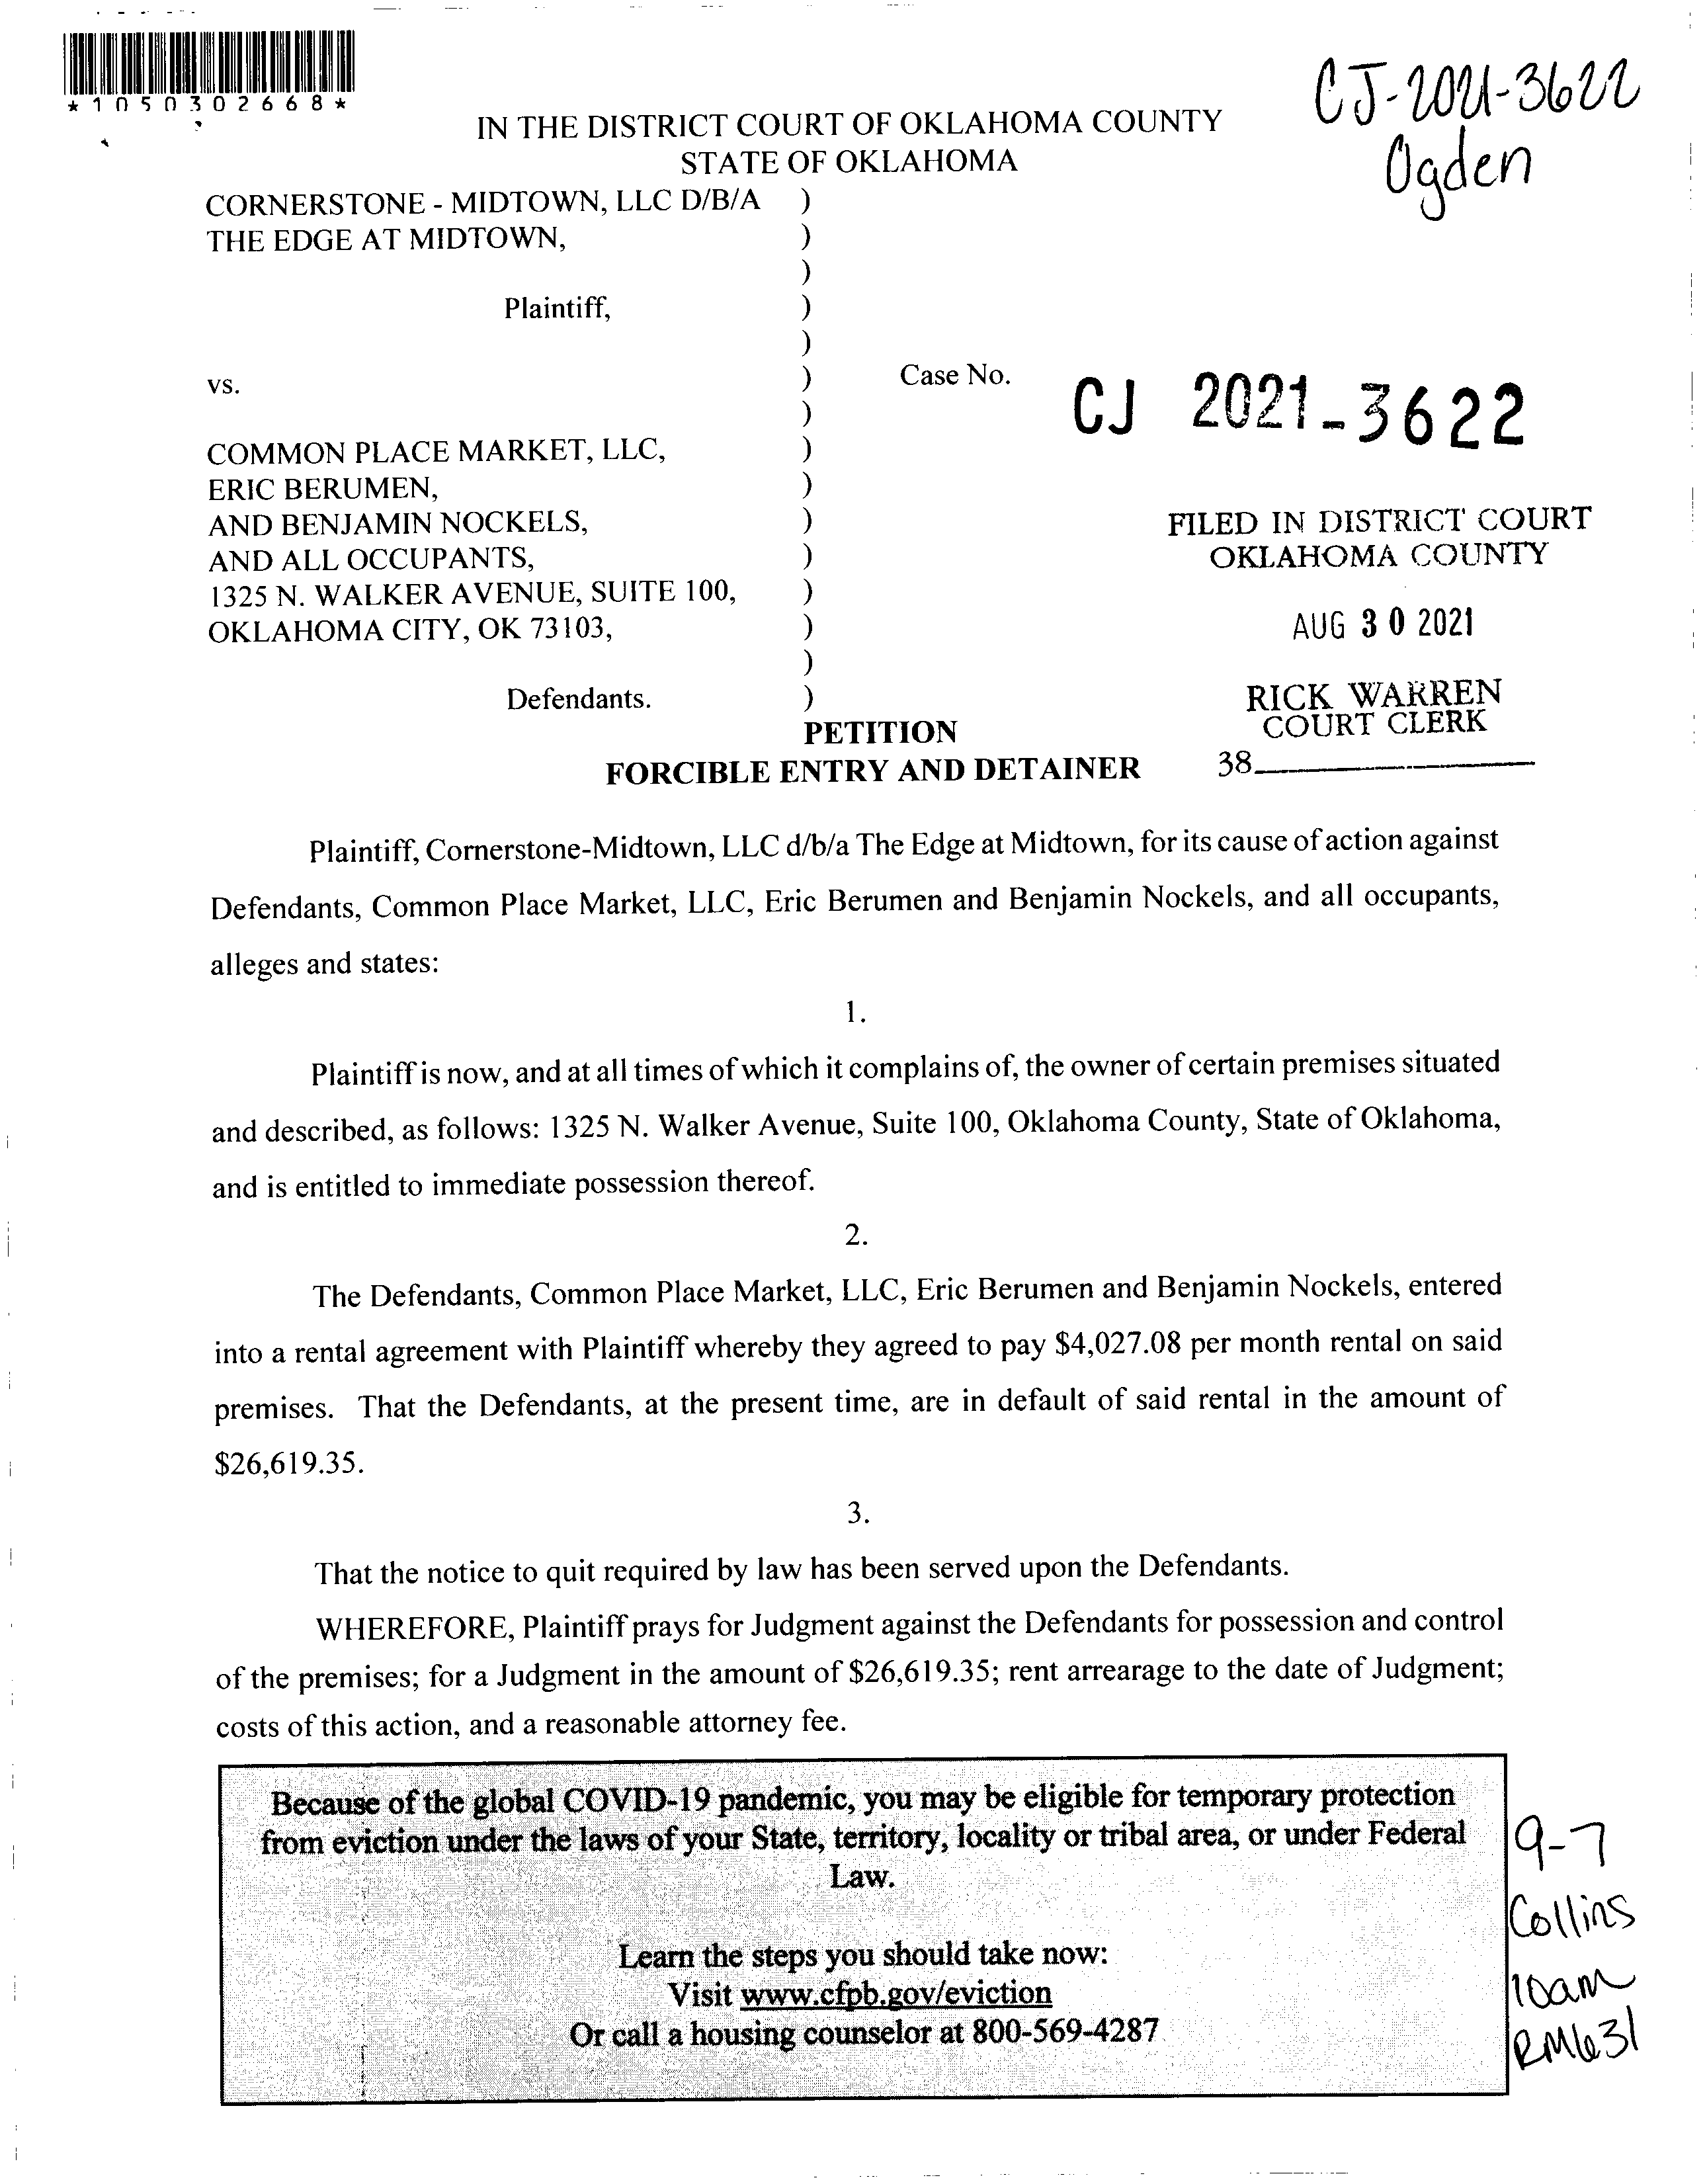 *1050302668*
CJ-2021-3622
Ogden
IN THE DISTRICT COURT OF OKLAHOMA COUNTY
STATE OF OKLAHOMA
CORNERSTONE - MIDTOWN, LLC D/B/A )
THE EDGE AT MIDTOWN, )
)
Plaintiff, )
)
vs. ) Case No. CJ 2021-3622
)
COMMON PLACE MARKET, LLC, )
ERIC BERUMEN, )
AND BENJAMIN NOCKELS, )
AND ALL OCCUPANTS, )
1325 N. WALKER AVENUE, SUITE 100, )
OKLAHOMA CITY, OK 73103, )
)
Defendants. )
FILED IN DISTRICT COURT
OKLAHOMA COUNTY
AUG 30 2021
RICK WARREN
COURT CLERK
38
PETITION
FORCIBLE ENTRY AND DETAINER
Plaintiff, Cornerstone-Midtown, LLC d/b/a The Edge at Midtown, for its cause of action against
Defendants, Common Place Market, LLC, Eric Berumen and Benjamin Nockels, and all occupants,
alleges and states:
1.
Plaintiff is now, and at all times of which it complains of, the owner of certain premises situated
and described, as follows: 1325 N. Walker Avenue, Suite 100, Oklahoma County, State of Oklahoma,
and is entitled to immediate possession thereof.
2.
The Defendants, Common Place Market, LLC, Eric Berumen and Benjamin Nockels, entered
into a rental agreement with Plaintiff whereby they agreed to pay $4,027.08 per month rental on said
premises. That the Defendants, at the present time, are in default of said rental in the amount of
$26,619.35.
3.
That the notice to quit required by law has been served upon the Defendants.
WHEREFORE, Plaintiff prays for Judgment against the Defendants for possession and control
of the premises; for a Judgment in the amount of $26,619.35; rent arrearage to the date of Judgment;
costs of this action, and a reasonable attorney fee.
Because of the global COVID-19 pandemic, you may be eligible for temporary protection
from eviction under the laws of your State, territory, locality or tribal area, or under Federal
Law.
Learn the steps you should take now:
Visit www.cfpb.gov/eviction
Or call a housing counselor at 800-569-4287
9-7
Collins
10am
RM631